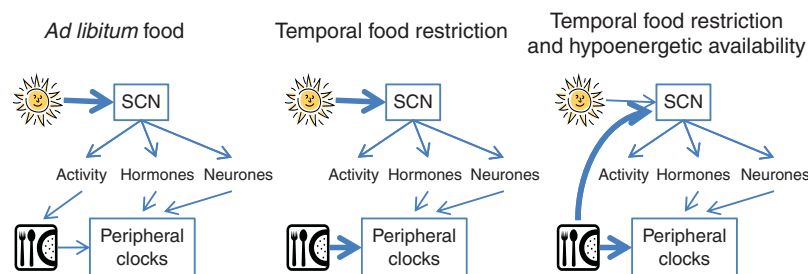 Ad libitum food
SCN
Activity Hormones Neurones
Peripheral
clocks
Temporal food restriction
SCN
Activity Hormones Neurones
Peripheral
clocks
Temporal food restriction
and hypoenergetic availability
SCN
Activity Hormones Neurones
Peripheral
clocks